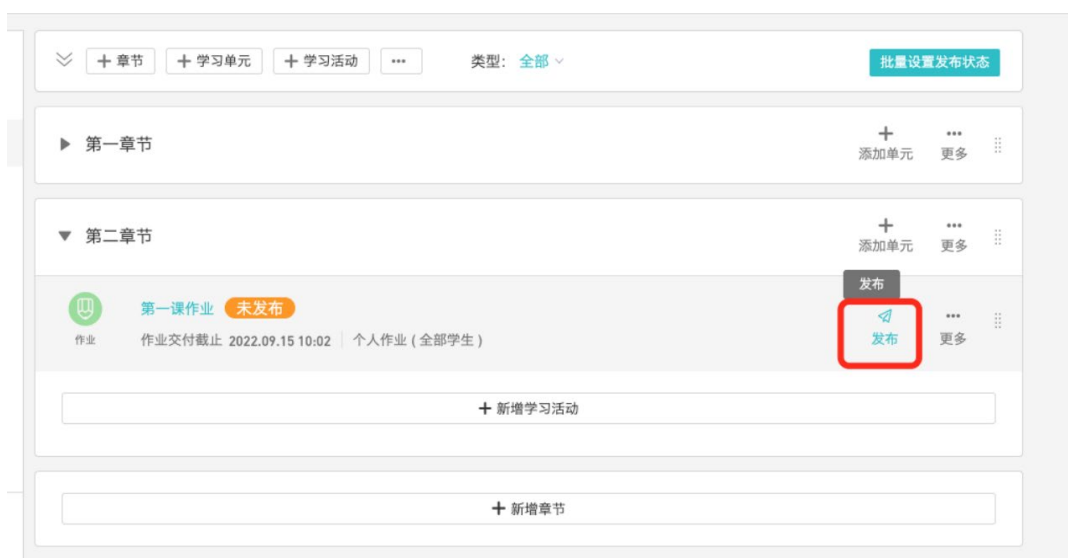 + 章节 + 学习单元 + 学习活动 ... 类型: 全部 批量设置发布状态
第一章节
添加单元 更多
第二章节
添加单元 更多
发布
第一课作业 未发布
作业 作业交付截止 2022.09.15 10:02 个人作业 ( 全部学生 )
发布 更多
+ 新增学习活动
+ 新增章节